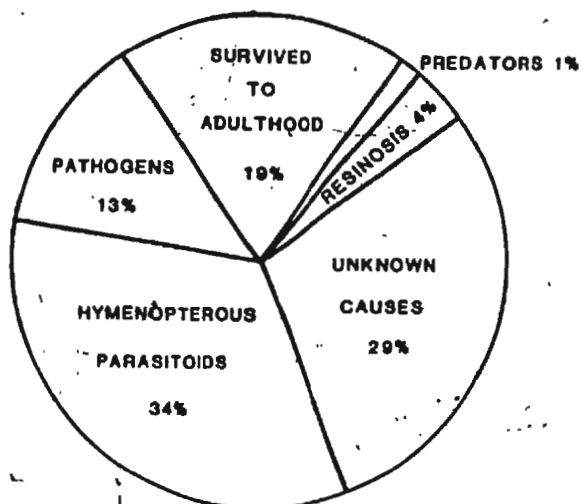 SURVIVED
TO
ADULTHOOD
19%
PREDATORS 1%
RESINOSIS 4%
UNKNOWN
CAUSES
29%
HYMENOPTEROUS
PARASITOIDS
34%
PATHOGENS
13%